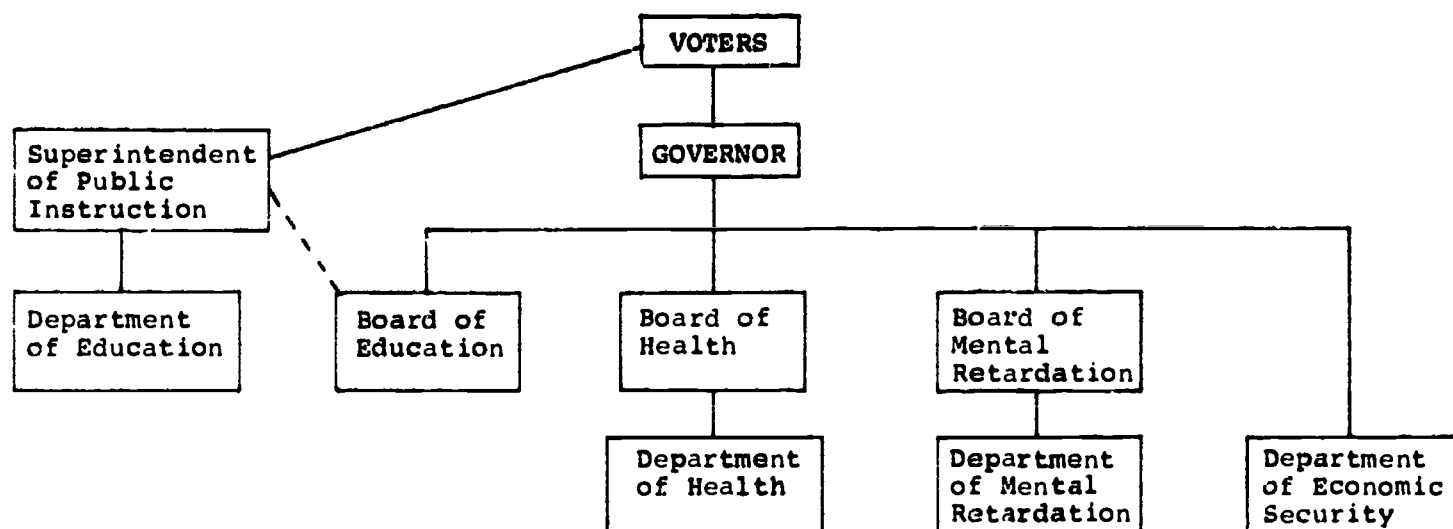 VOTERS
GOVERNOR
Superintendent
of Public
Instruction
Department
of Education
Board of
Education
Board of
Health
Board of
Mental
Retardation
Department
of Health
Department
of Mental
Retardation
Department
of Economic
Security